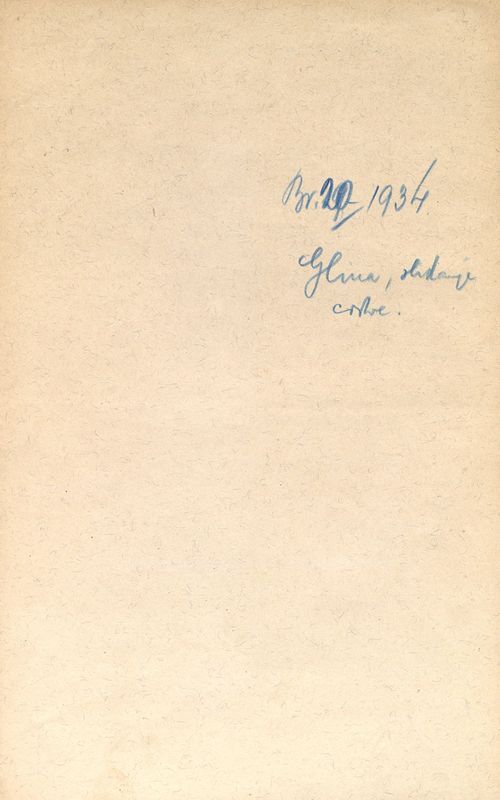 Br. 20/1934.
Glina, slikanje
crkve.